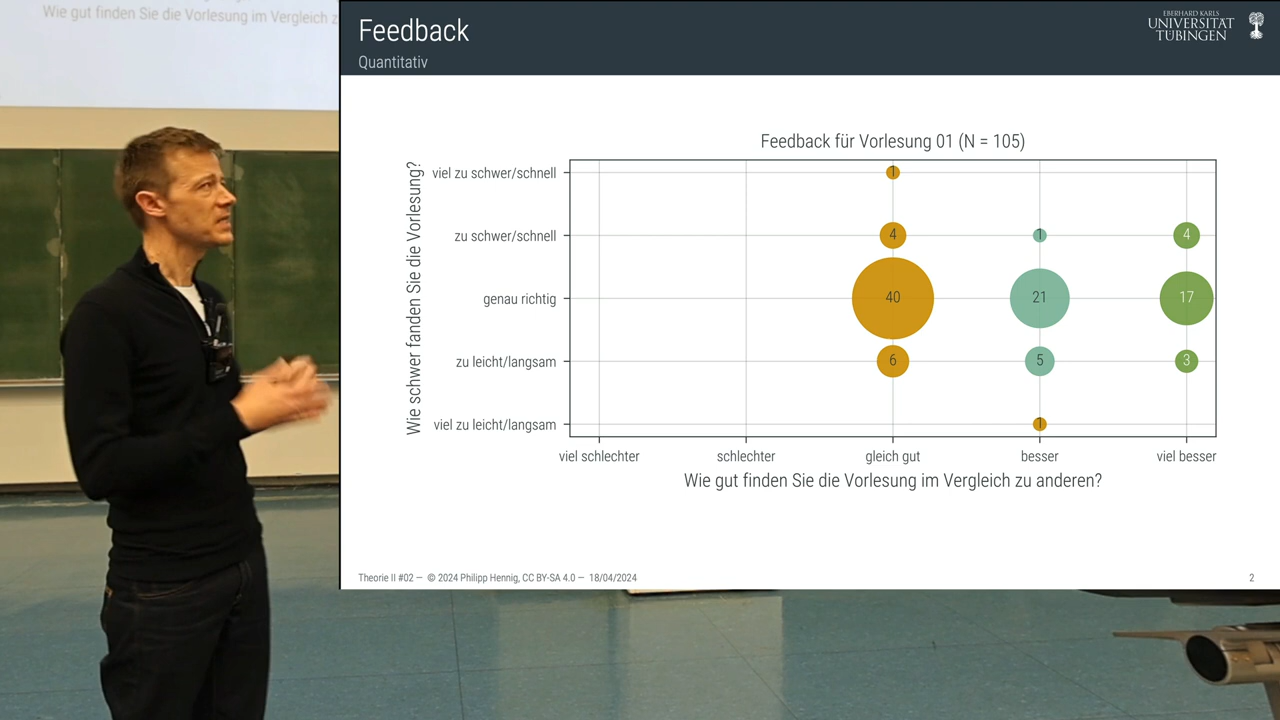 Wie gut finden Sie die Vorlesung im Vergleich z
Feedback
Quantitativ
EBERHARD KARLS
UNIVERSITÄT
TÜBINGEN
Feedback für Vorlesung 01 (N = 105)
Wie schwer fanden Sie die Vorlesung?
viel zu schwer/schnell
1
zu schwer/schnell
4
1
4
genau richtig
40
21
17
zu leicht/langsam
6
5
3
viel zu leicht/langsam
1
viel schlechter
schlechter
gleich gut
besser
viel besser
Wie gut finden Sie die Vorlesung im Vergleich zu anderen?
Theorie II #02 — © 2024 Philipp Hennig, CC BY-SA 4.0 — 18/04/2024
2